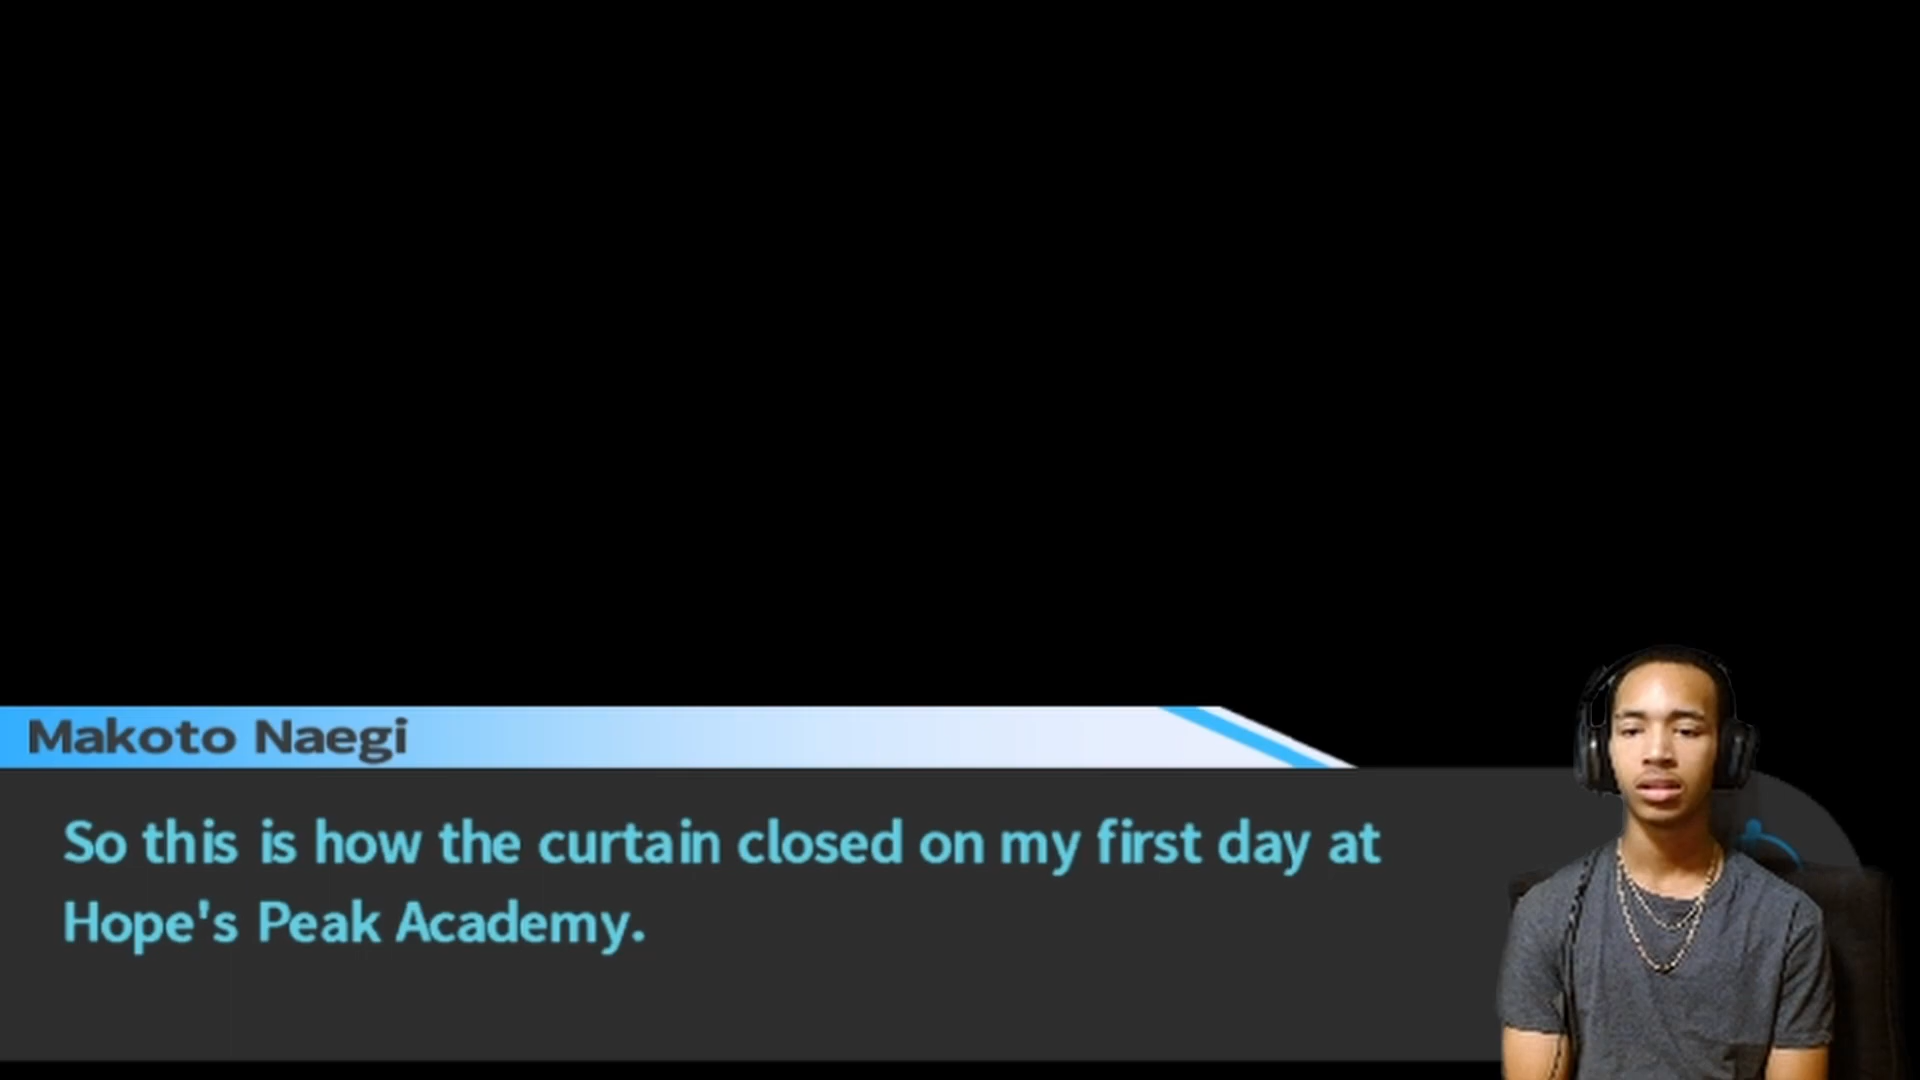 Makoto Naegi
So this is how the curtain closed on my first day at
Hope's Peak Academy.